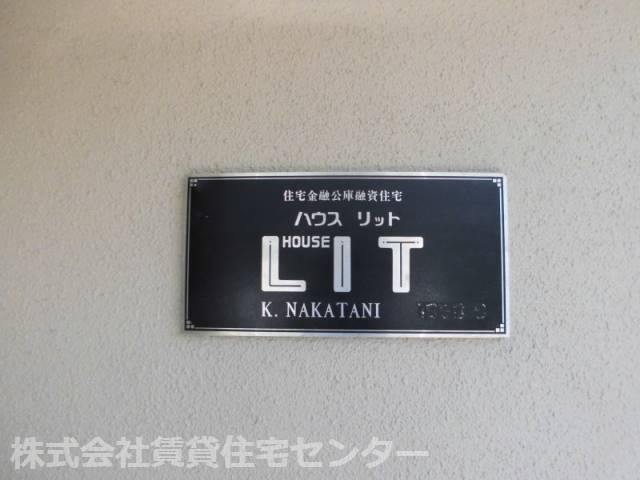 住宅金融公庫融資住宅
ハウス リット
HOUSE
LIT
K. NAKATANI
株式会社賃貸住宅センター